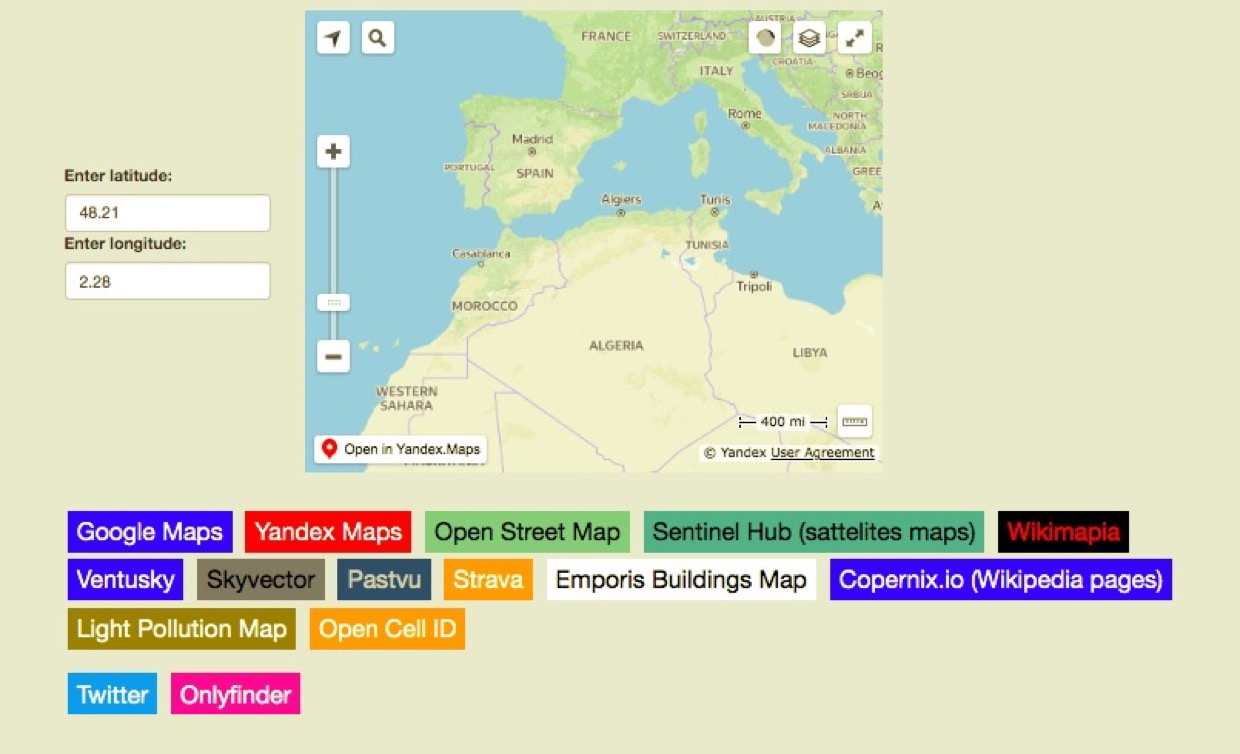 AUSTRIA
FRANCE
SWITZERLAND
CROATIA
ITALY
Beog
SRBIJA
Rome
NORTH
MACEDONIA
Madrid
ALBANIA
PORTUGAL
SPAIN
GREE
Enter latitude:
48.21
Algiers
Tunis
A
Enter longitude:
2.28
Casablanca
TUNISIA
Tripoli
MOROCCO
ALGERIA
LIBYA
WESTERN
SAHARA
400 mi
Open in Yandex.Maps
© Yandex User Agreement
Google Maps Yandex Maps Open Street Map Sentinel Hub (sattelites maps) Wikimapia
Ventusky Skyvector Pastvu Strava Emporis Buildings Map Copernix.io (Wikipedia pages)
Light Pollution Map Open Cell ID
Twitter Onlyfinder